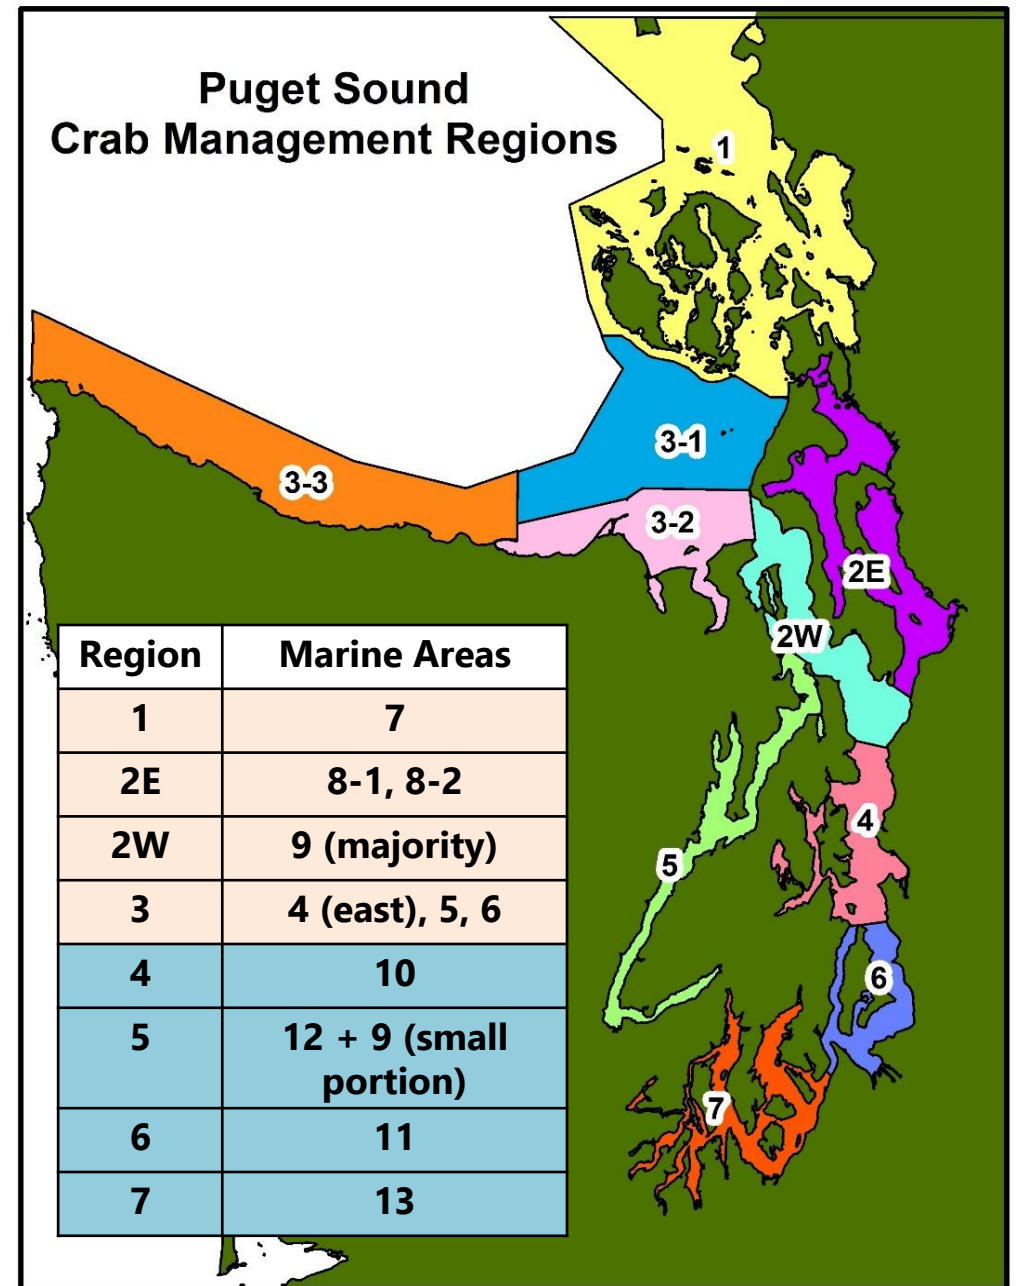 Puget Sound
Crab Management Regions
1
3-1
3-3
3-2
2E
2W
Region Marine Areas
1 7
2E 8-1, 8-2
2W 9 (majority)
3 4 (east), 5, 6
4 10
5 12 + 9 (small
portion)
6 11
7 13
4
5
6
7